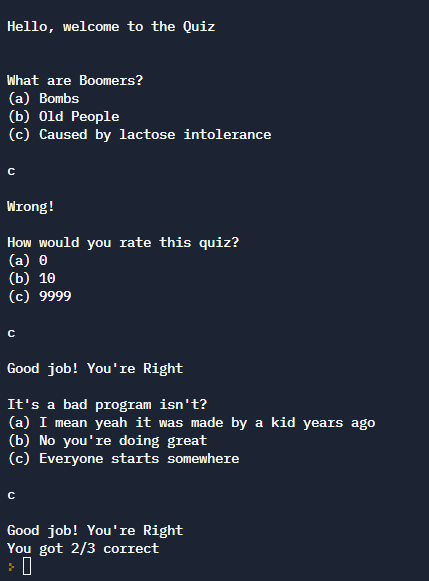 Hello, welcome to the Quiz
What are Boomers?
(a) Bombs
(b) Old People
(c) Caused by lactose intolerance
c
Wrong!
How would you rate this quiz?
(a) 0
(b) 10
(c) 9999
c
Good job! You're Right
It's a bad program isn't?
(a) I mean yeah it was made by a kid years ago
(b) No you're doing great
(c) Everyone starts somewhere
c
Good job! You're Right
You got 2/3 correct
>